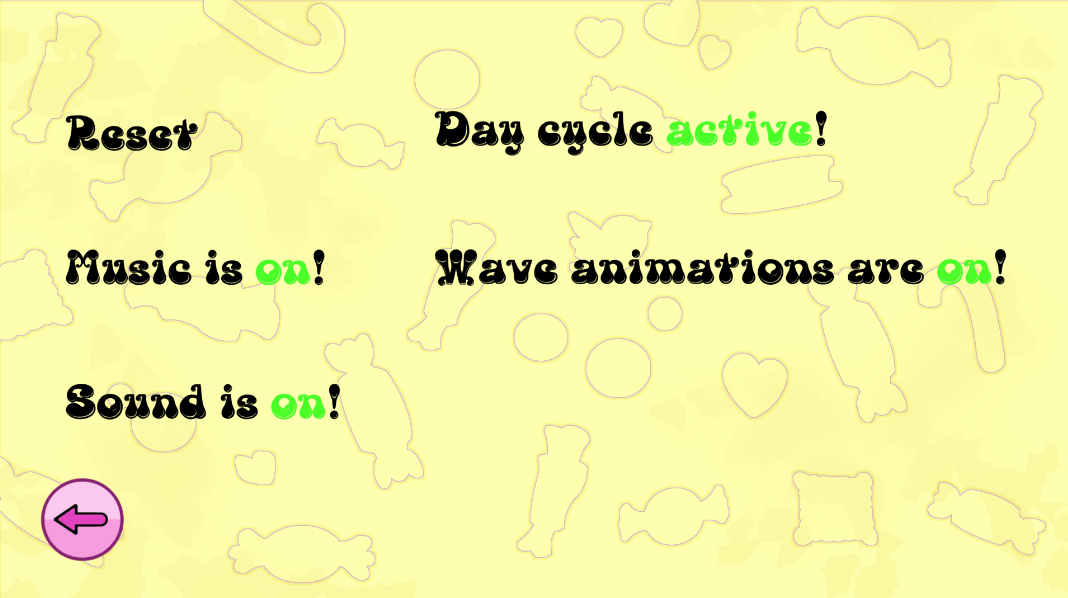 Reset
Day cycle active!
Music is on!
Wave animations are on!
Sound is on!